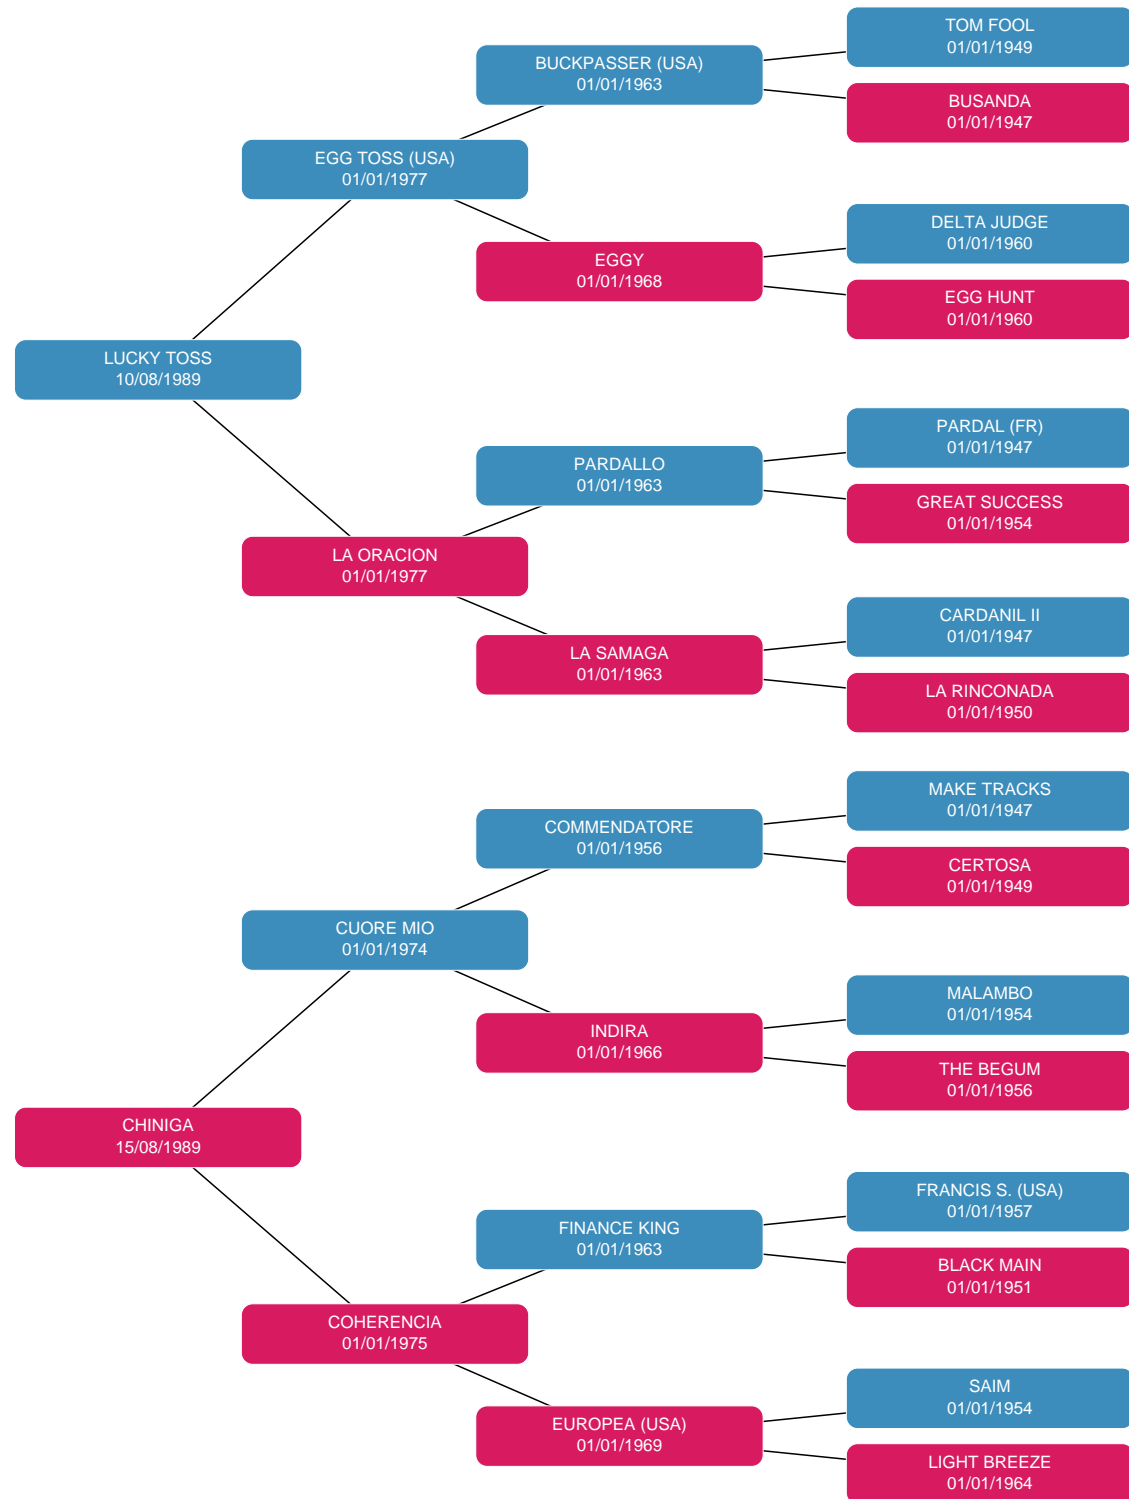 TOM FOOL
01/01/1949
BUCKPASSER (USA)
01/01/1963
BUSANDA
01/01/1947
EGG TOSS (USA)
01/01/1977
DELTA JUDGE
01/01/1960
EGGY
01/01/1968
EGG HUNT
01/01/1960
LUCKY TOSS
10/08/1989
PARDAL (FR)
01/01/1947
PARDALLO
01/01/1963
GREAT SUCCESS
01/01/1954
LA ORACION
01/01/1977
CARDANIL II
01/01/1947
LA SAMAGA
01/01/1963
LA RINCONADA
01/01/1950
MAKE TRACKS
01/01/1947
COMMENDATORE
01/01/1956
CERTOSA
01/01/1949
CUORE MIO
01/01/1974
MALAMBO
01/01/1954
INDIRA
01/01/1966
THE BEGUM
01/01/1956
CHINIGA
15/08/1989
FRANCIS S. (USA)
01/01/1957
FINANCE KING
01/01/1963
BLACK MAIN
01/01/1951
COHERENCIA
01/01/1975
SAIM
01/01/1954
EUROPEA (USA)
01/01/1969
LIGHT BREEZE
01/01/1964